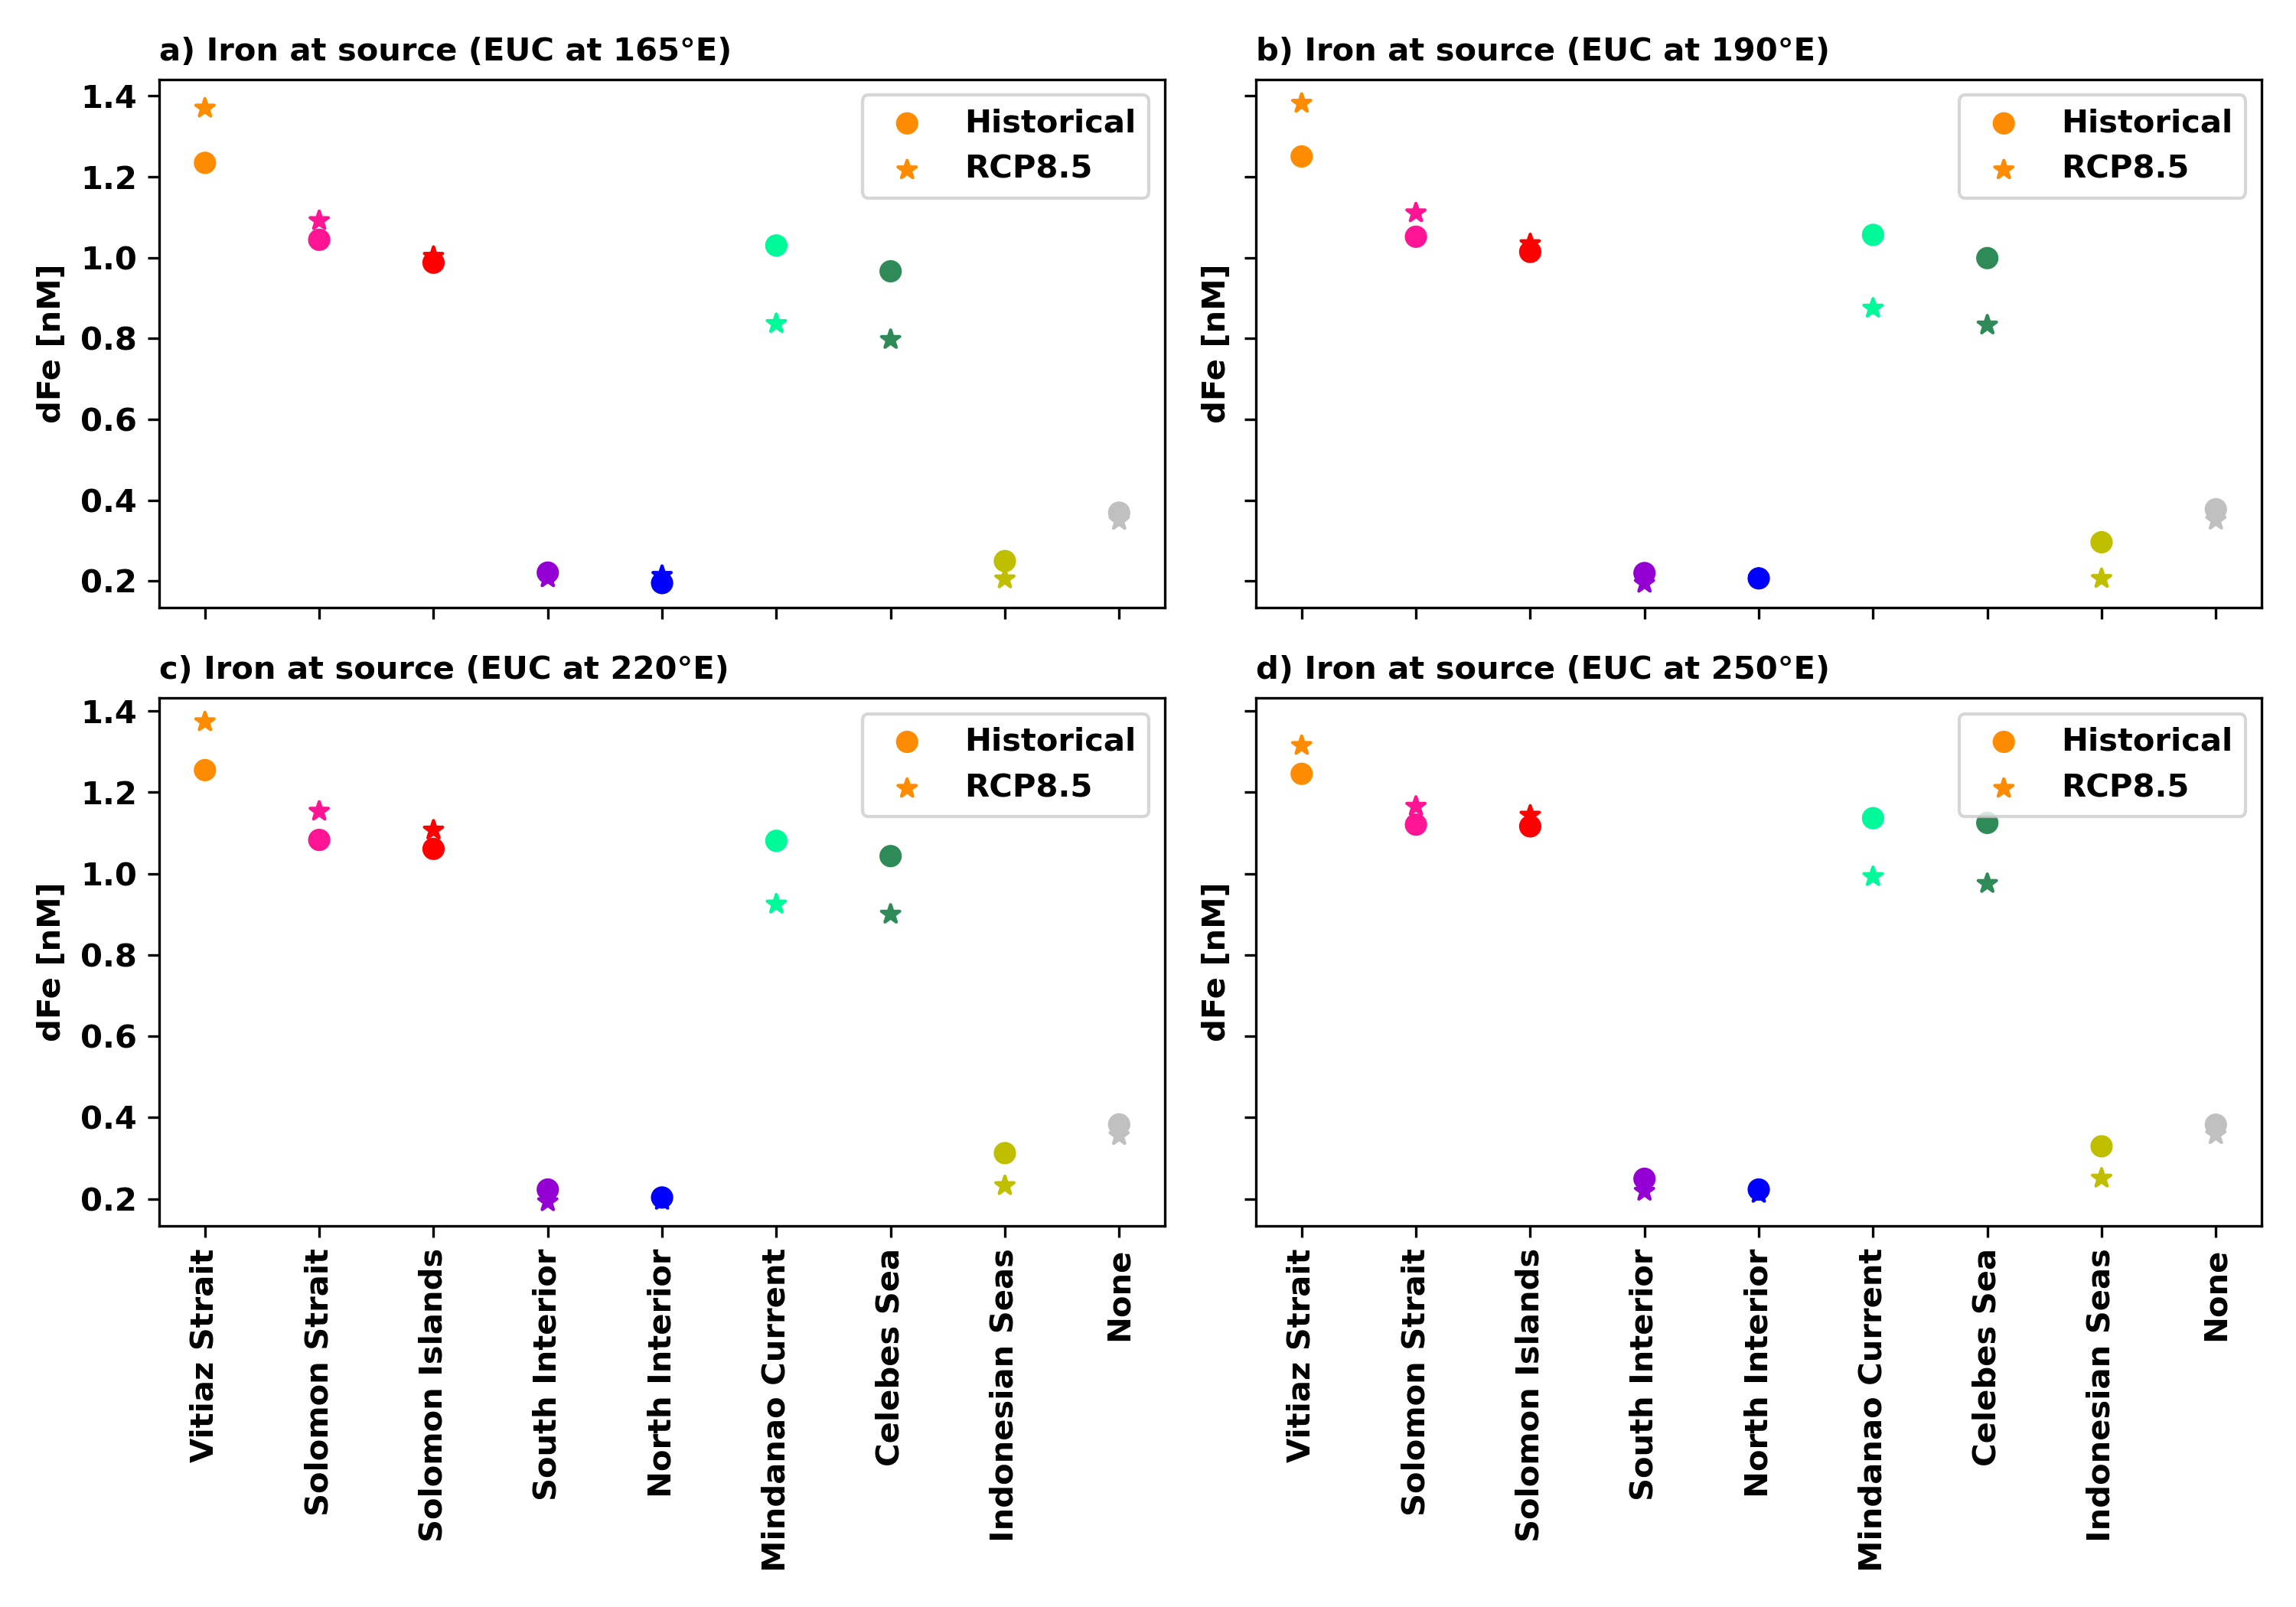 a) Iron at source (EUC at 165°E)
1.4
1.2
1.0
0.8
0.6
0.4
0.2
dFe [nM]
Historical
RCP8.5
b) Iron at source (EUC at 190°E)
dFe [nM]
Historical
RCP8.5
c) Iron at source (EUC at 220°E)
1.4
1.2
1.0
0.8
0.6
0.4
0.2
dFe [nM]
Historical
RCP8.5
Vitiaz Strait
Solomon Strait
Solomon Islands
South Interior
North Interior
Mindanao Current
Celebes Sea
Indonesian Seas
None
d) Iron at source (EUC at 250°E)
dFe [nM]
Historical
RCP8.5
Vitiaz Strait
Solomon Strait
Solomon Islands
South Interior
North Interior
Mindanao Current
Celebes Sea
Indonesian Seas
None